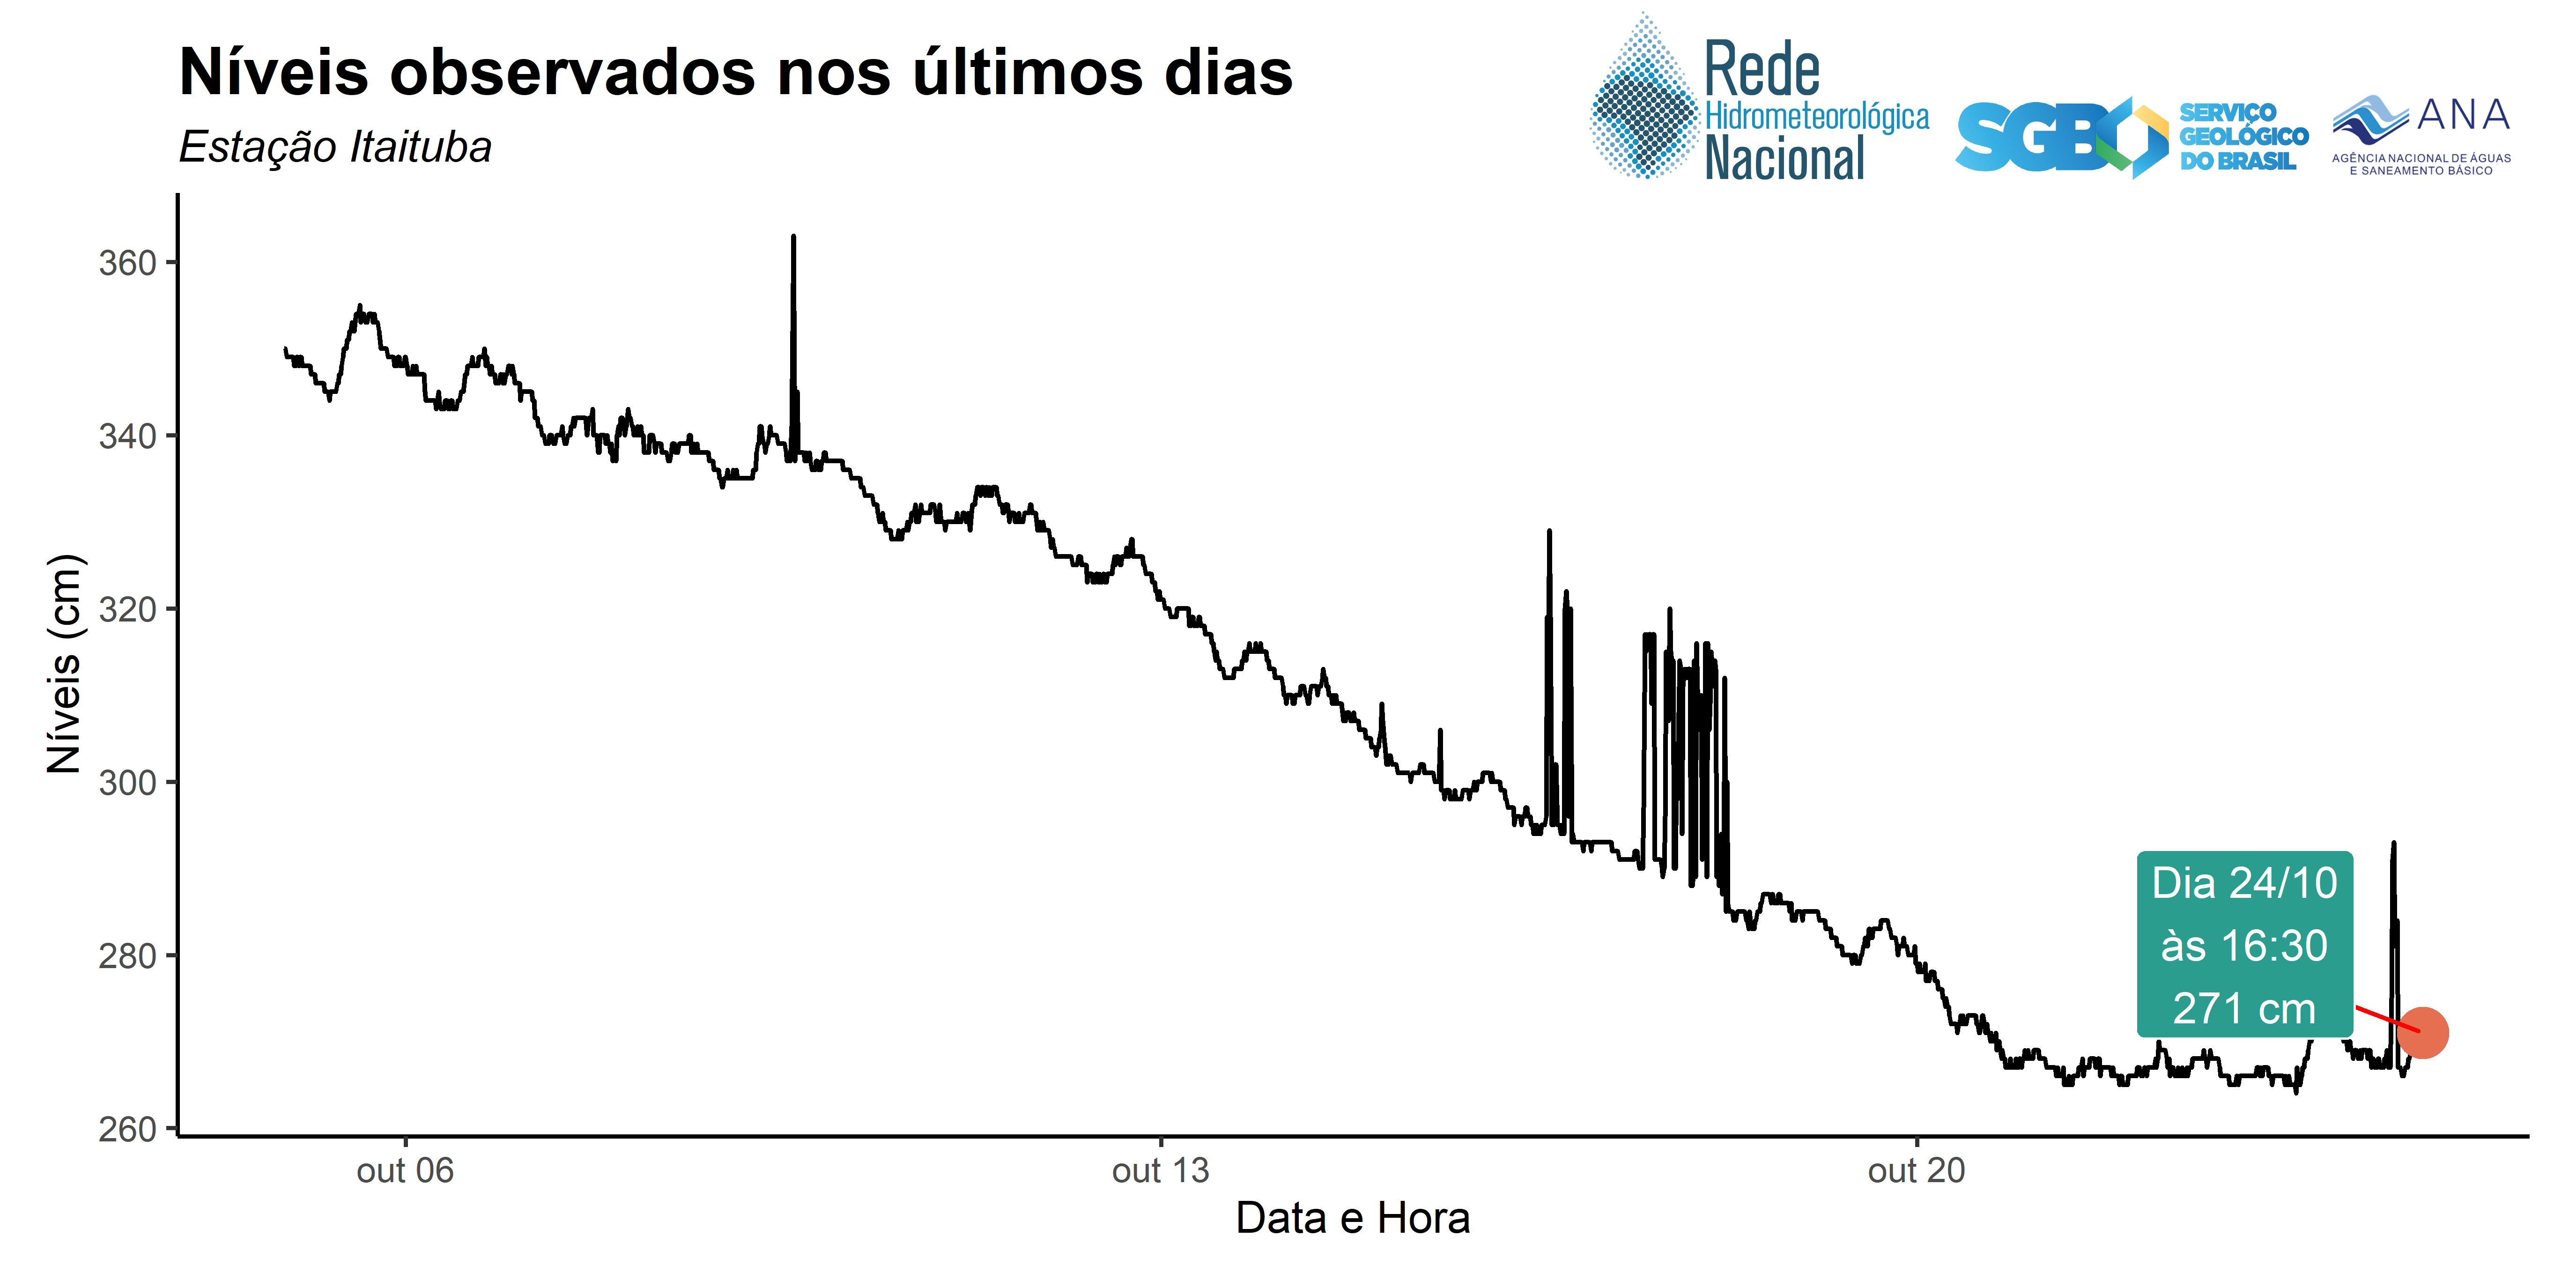 Níveis observados nos últimos dias
Estação Itaituba
Rede
Hidrometeorológica
Nacional
SGB
SERVIÇO
GEOLÓGICO
DO BRASIL
ANA
AGÊNCIA NACIONAL DE ÁGUAS
E SANEAMENTO BÁSICO
Níveis (cm)
360
340
320
300
280
260
Dia 24/10
às 16:30
271 cm
out 06
out 13
out 20
Data e Hora